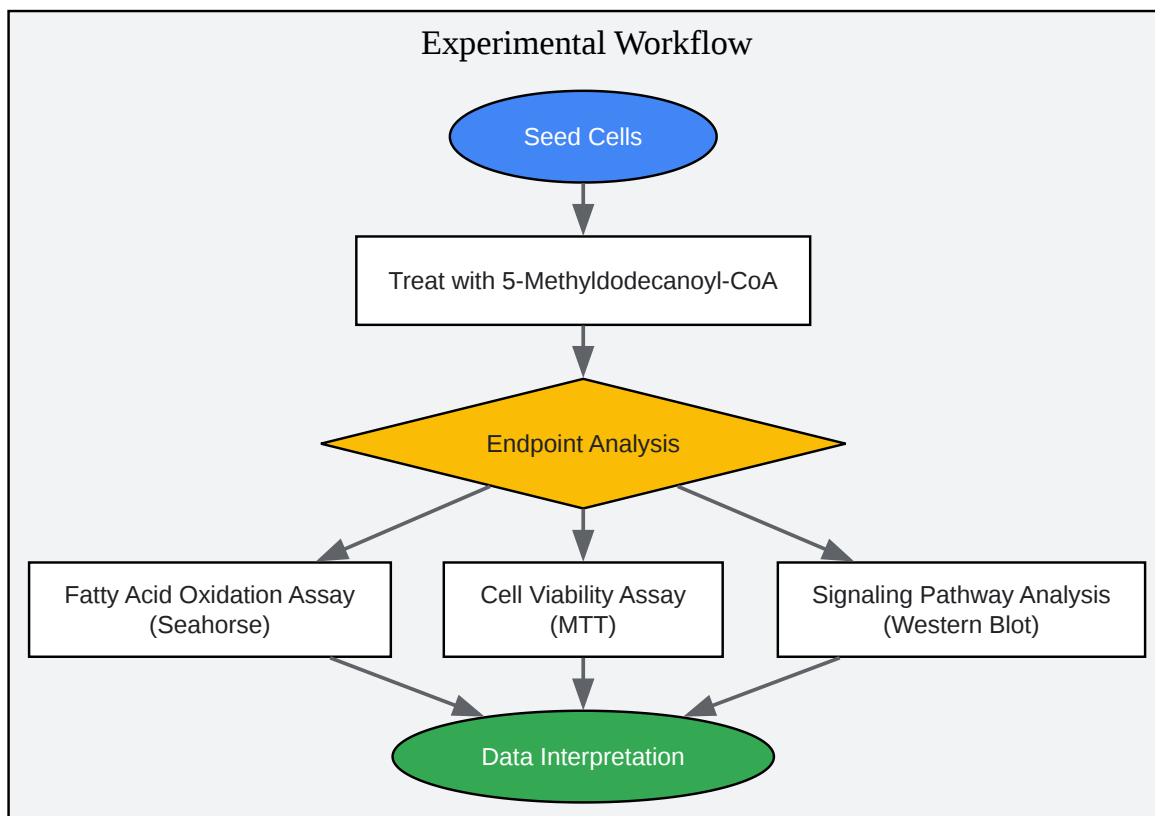 Experimental Workflow
Seed Cells
Treat with 5-Methyldodecanoyl-CoA
Endpoint Analysis
Fatty Acid Oxidation Assay
(Seahorse)
Cell Viability Assay
(MTT)
Signaling Pathway Analysis
(Western Blot)
Data Interpretation